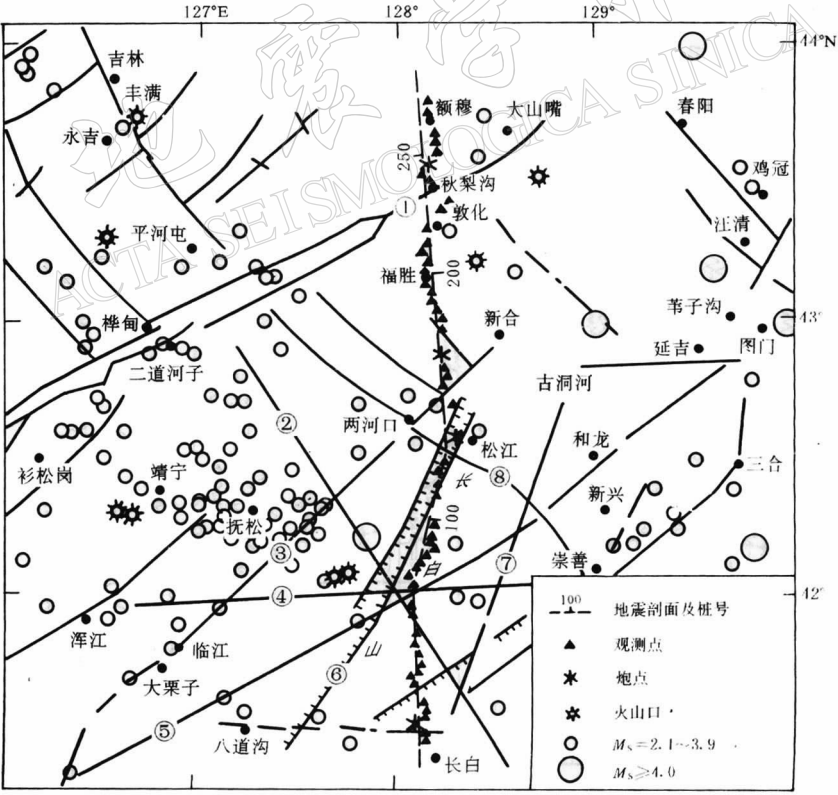 127°E
128°
129°
44°N
43°
42°
地震学报
ACTA SEISMOLOGICA SINICA
吉林
丰满
永吉
额穆
大山嘴
春阳
250
秋梨沟
①
敦化
鸡冠
汪清
平河屯
福胜
200
桦甸
新合
苇子沟
延吉
图门
二道河子
古洞河
②
两河口
松江
和龙
三合
杉松岗
靖宁
长
⑧
100
新兴
抚松
③
白
⑦
崇善
④
浑江
临江
山
大栗子
⑥
⑤
八道沟
长白
100 地震剖面及桩号
观测点
炮点
火山口
Ms=2.1—3.9
Ms≥4.0